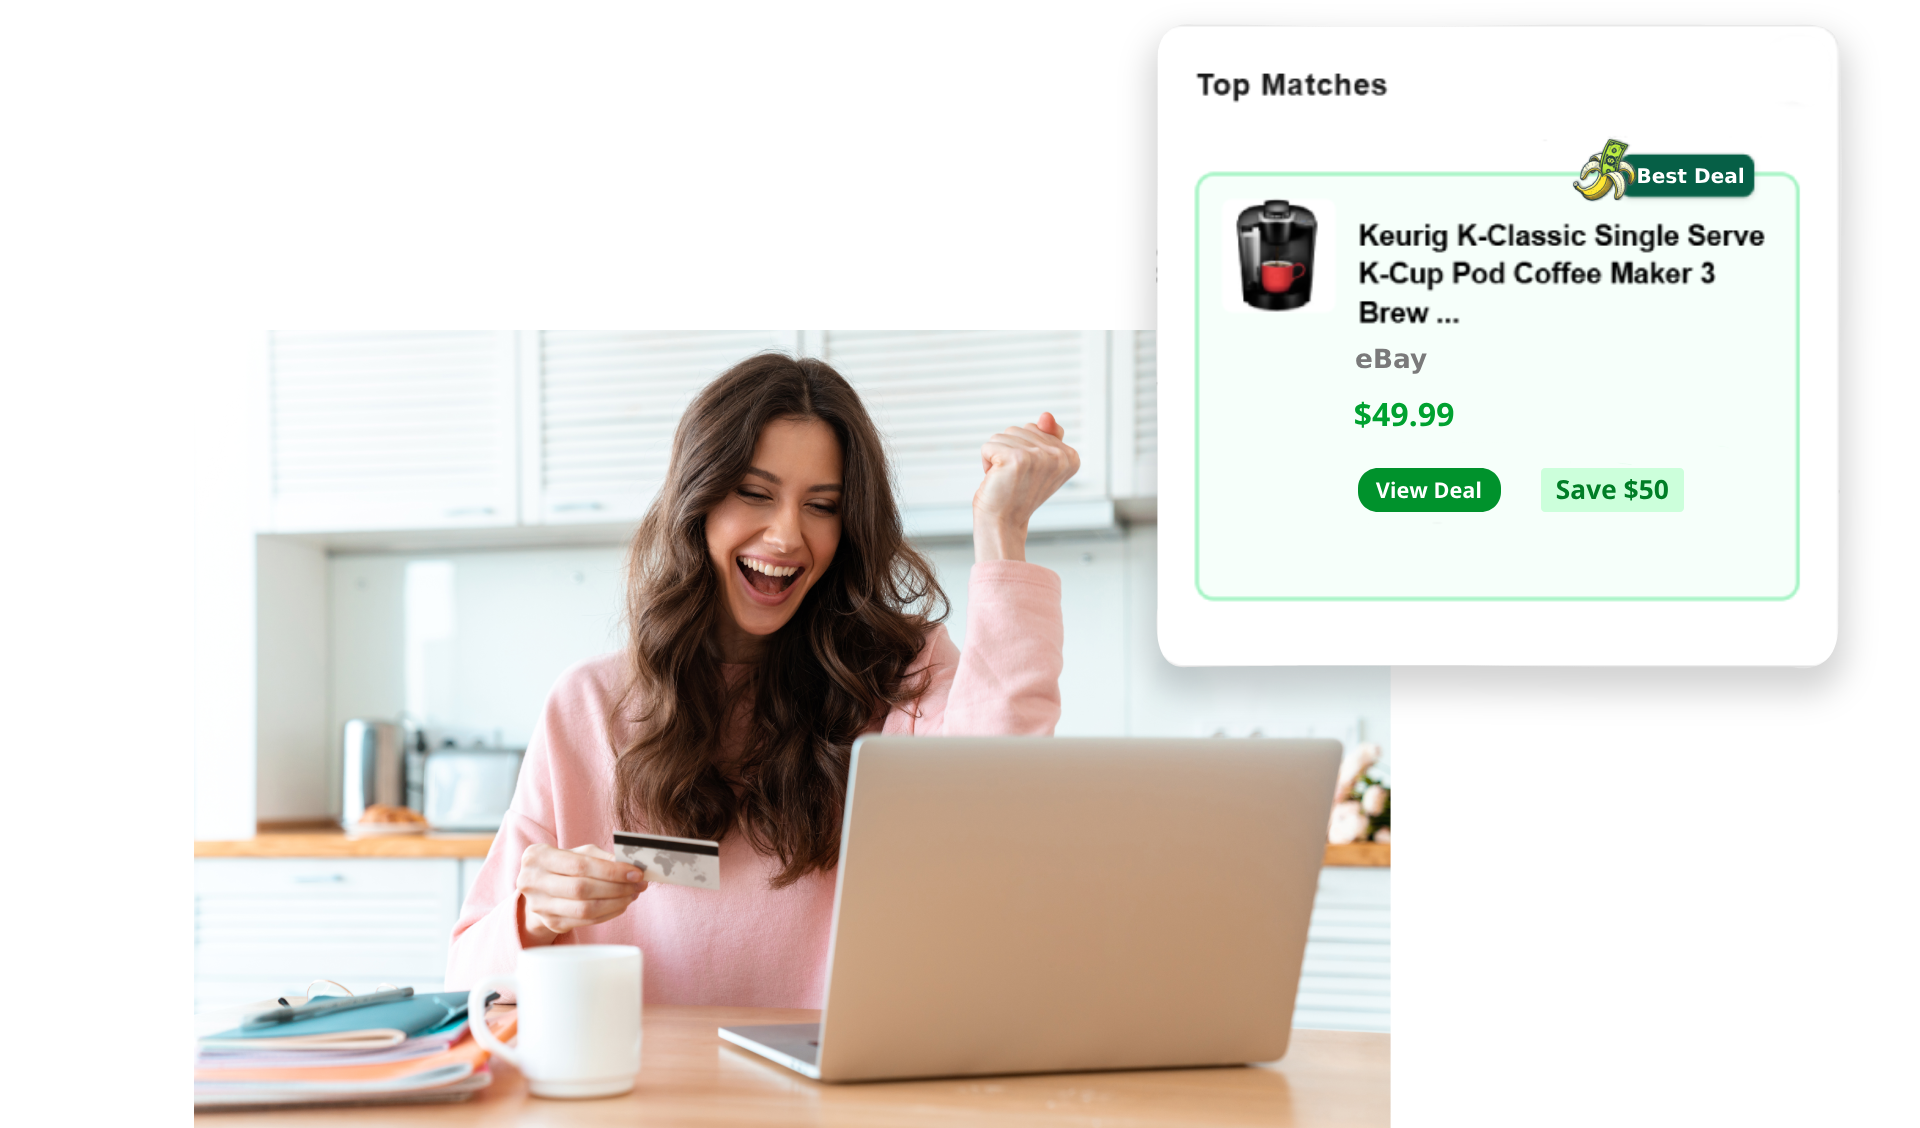 Top Matches
Best Deal
Keurig K-Classic Single Serve
K-Cup Pod Coffee Maker 3
Brew ...
eBay
$49.99
View Deal
Save $50